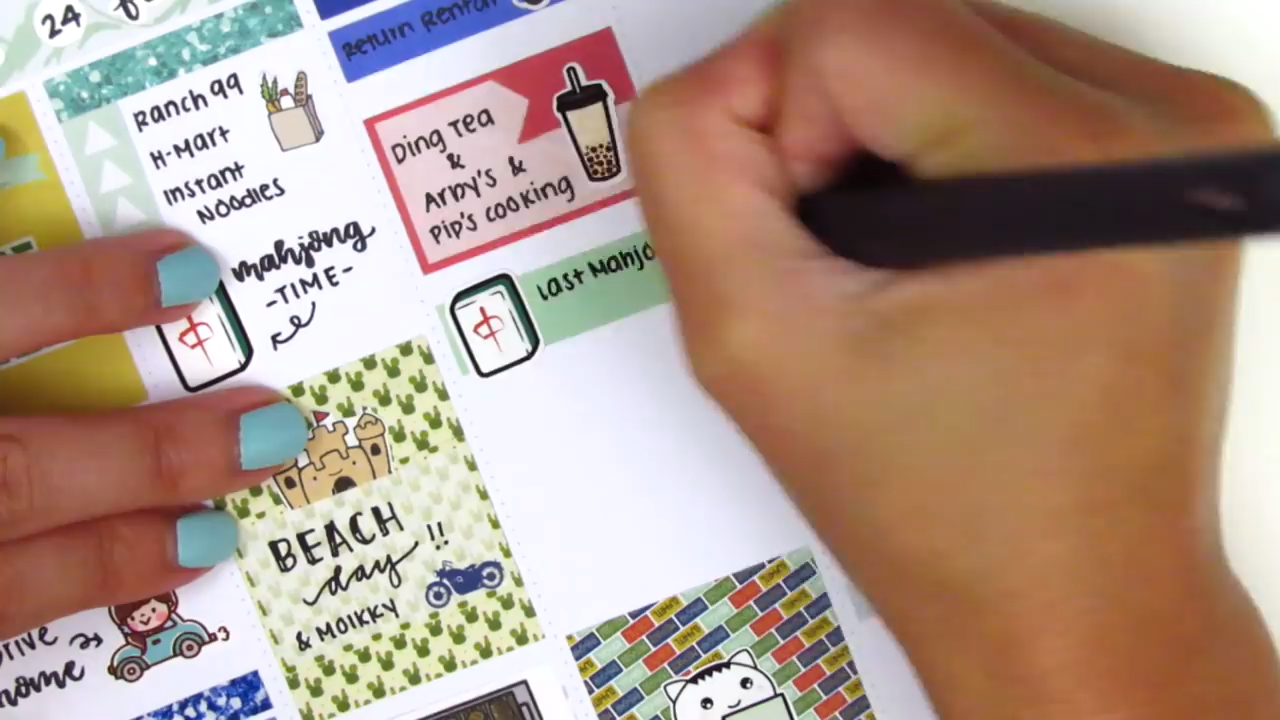 24
Return Rental
Ranch 99
H-Mart
Instant
Noodles
mahjong
-TIME-
中
Ding Tea
&
Arby's &
Pip's cooking
Last Mahjo
中
BEACH
day !!
& MOLKKY
home